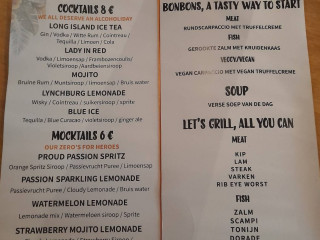 COCKTAILS 8 €
WE ALL DESERVE AN ALCOHOLIDAY
LONG ISLAND ICE TEA
Gin / Vodka / Witte Rum / Cointreau /
Tequilla / Limoen / Cola
LADY IN RED
Vodka / Limoensap / Framboozencoulis/
Violetsiroop /Aardbeiensiroop
MOJITO
Bruine Rum / Muntsiroop / limoensap / Bruis water
LYNCHBURG LEMONADE
Wisky / Cointreau / suikersiroop / sprite
BLUE ICE
Tequilla / Blue Curacao / violetsiroop / ginger ale
MOCKTAILS 6 €
OUR ZERO'S FOR HEROES
PROUD PASSION SPRITZ
Orange Spritz Siroop / Passievrucht Puree / Limoensap
PASSION SPARKLING LEMONADE
Passievrucht Puree / Cloudy Lemonade / Bruis water
WATERMELON LEMONADE
Lemonade mix / Watermeloen siroop / Sprite
STRAWBERRY MOJITO LEMONADE
BONBONS, A TASTY WAY TO START
MEAT
RUNDSCARPACCIO MET TRUFFELCREME
FISH
GEROOKTE ZALM MET KRUIDENKAAS
VEGGY/VEGAN
VEGAN CARPACCIO MET VEGAN TRUFFELCREME
SOUP
VERSE SOEP VAN DE DAG
LET'S GRILL, ALL YOU CAN
MEAT
KIP
LAM
STEAK
VARKEN
RIB EYE WORST
FISH
ZALM
SCAMPI
TONIJN
DORADE